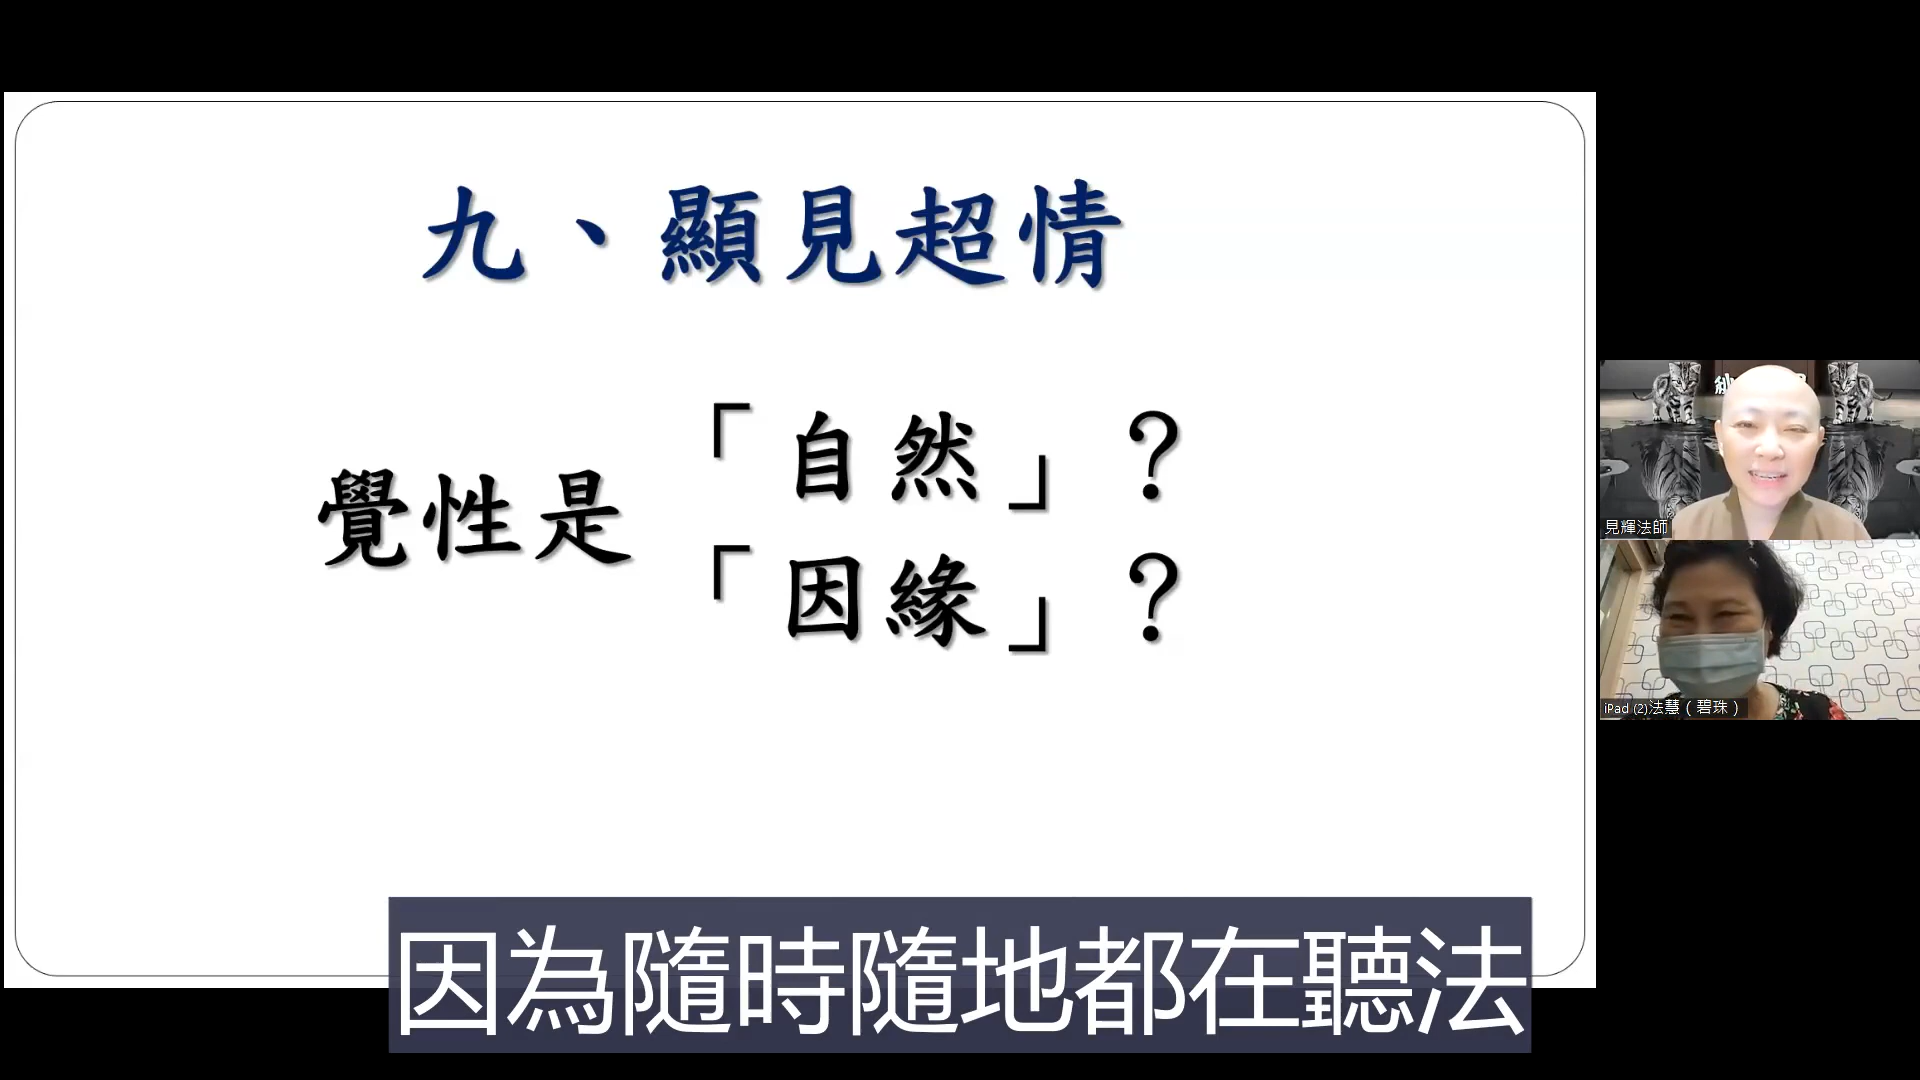 九、顯見超情
覺性是
「自然」?
「因緣」?
見輝法師
iPad (2)法慧(碧珠)
因為隨時隨地都在聽法